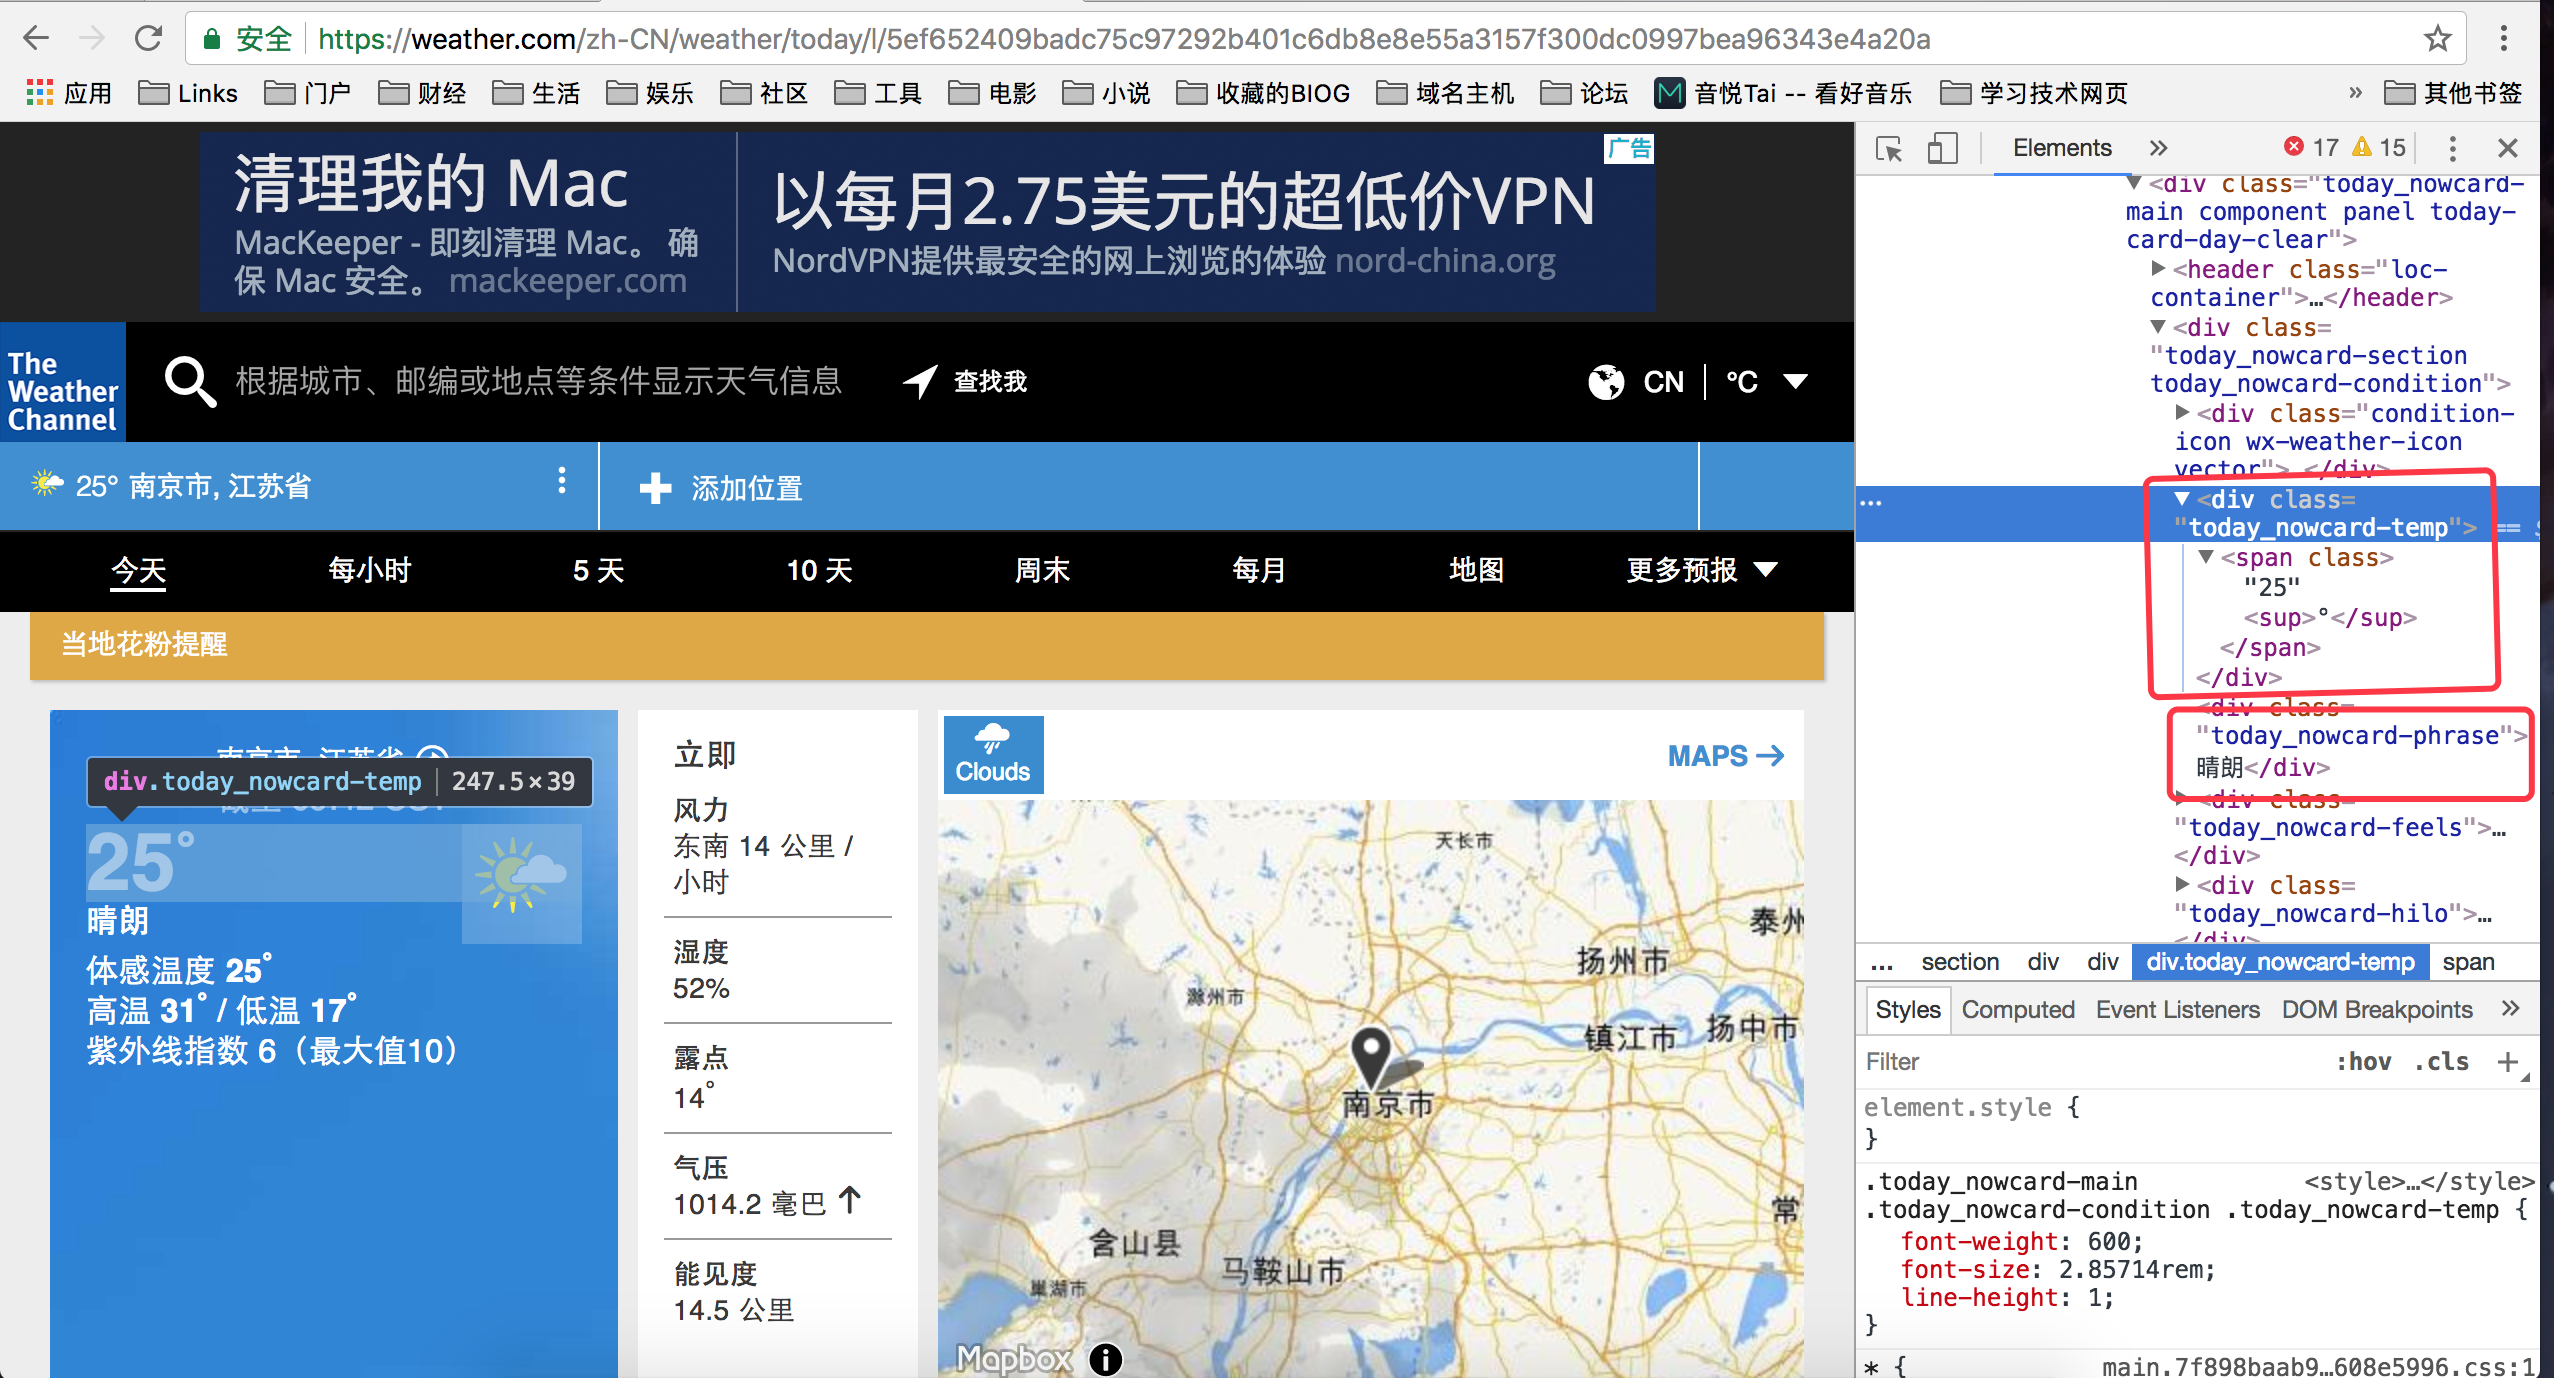 安全 https://weather.com/zh-CN/weather/today/l/5ef652409badc75c97292b401c6db8e8e55a3157f300dc0997bea96343e4a20a
应用 Links 门户 财经 生活 娱乐 社区 工具 电影 小说 收藏的BIOG 域名主机 论坛 音悦Tai -- 看好音乐 学习技术网页 » 其他书签
清理我的 Mac
MacKeeper - 即刻清理 Mac。 确
保 Mac 安全。 mackeeper.com
以每月2.75美元的超低价VPN
NordVPN提供最安全的网上浏览的体验 nord-china.org
广告
The
Weather
Channel
根据城市、邮编或地点等条件显示天气信息 查找我 CN °C
25° 南京市, 江苏省 添加位置
今天 每小时 5 天 10 天 周末 每月 地图 更多预报
当地花粉提醒
南京市, 江苏省
div.today_nowcard-temp 247.5×39
25°
晴朗
体感温度 25°
高温 31° / 低温 17°
紫外线指数 6（最大值10）
立即
风力
东南 14 公里 /
小时
湿度
52%
露点
14°
气压
1014.2 毫巴
能见度
14.5 公里
Clouds
MAPS
天长市
泰州
扬州市
滁州市
镇江市
扬中市
南京市
常
含山县
马鞍山市
巢湖市
Mapbox
Elements » 17 15
<div class="today_nowcard-
main component panel today-
card-day-clear">
<header class="loc-
container">…</header>
<div class=
"today_nowcard-section
today_nowcard-condition">
<div class="condition-
icon wx-weather-icon
vector">…</div>
<div class=
"today_nowcard-temp"> == $
<span class>
"25"
<sup>°</sup>
</span>
</div>
<div class=
"today_nowcard-phrase">
晴朗</div>
<div class=
"today_nowcard-feels">…
</div>
<div class=
"today_nowcard-hilo">…
</div>
... section div div div.today_nowcard-temp span
Styles Computed Event Listeners DOM Breakpoints »
Filter :hov .cls +
element.style {
}
.today_nowcard-main <style>…</style>
.today_nowcard-condition .today_nowcard-temp {
font-weight: 600;
font-size: 2.85714rem;
line-height: 1;
}
* { main.7f898baab9…608e5996.css:1